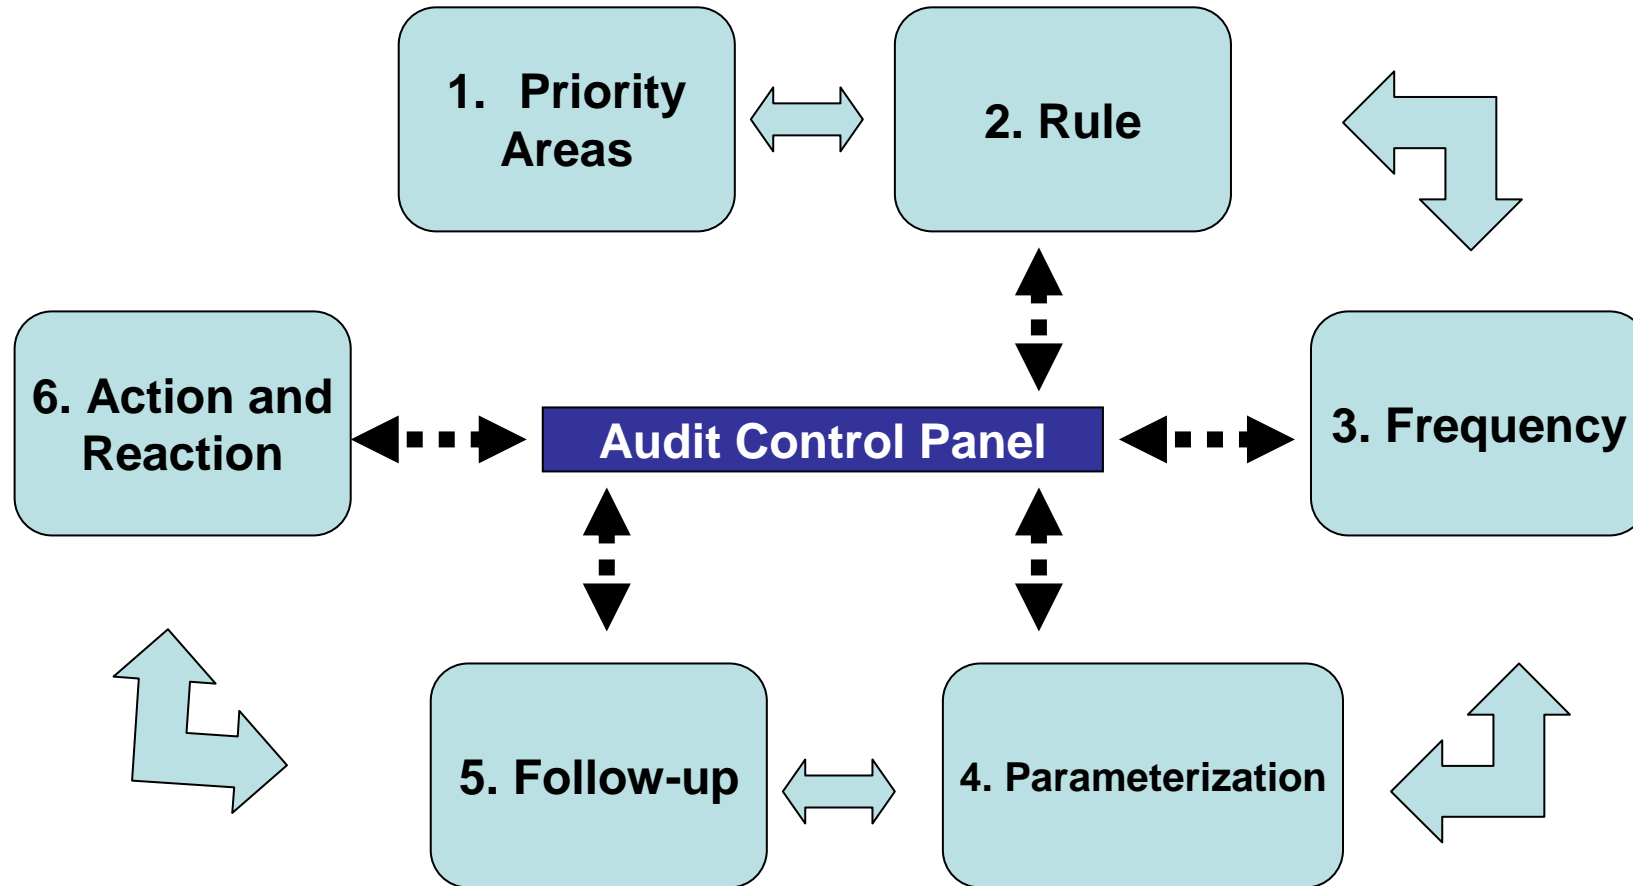 1. Priority
Areas
2. Rule
6. Action and
Reaction
Audit Control Panel
3. Frequency
5. Follow-up
4. Parameterization